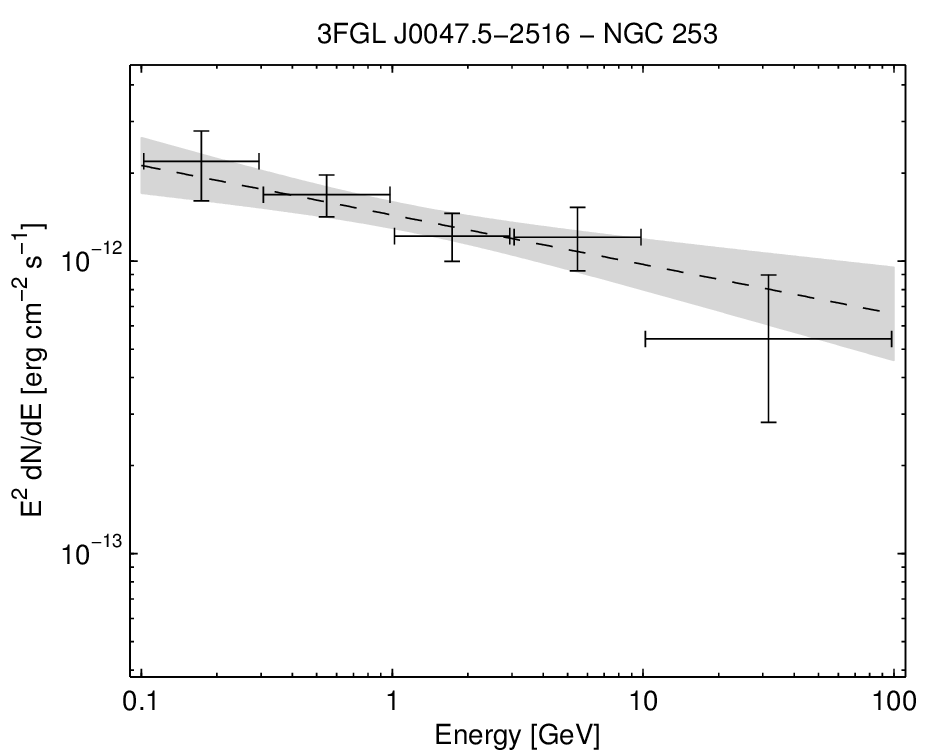 3FGL J0047.5−2516 − NGC 253
E² dN/dE [erg cm⁻² s⁻¹]
10⁻¹²
10⁻¹³
0.1 1 10 100
Energy [GeV]